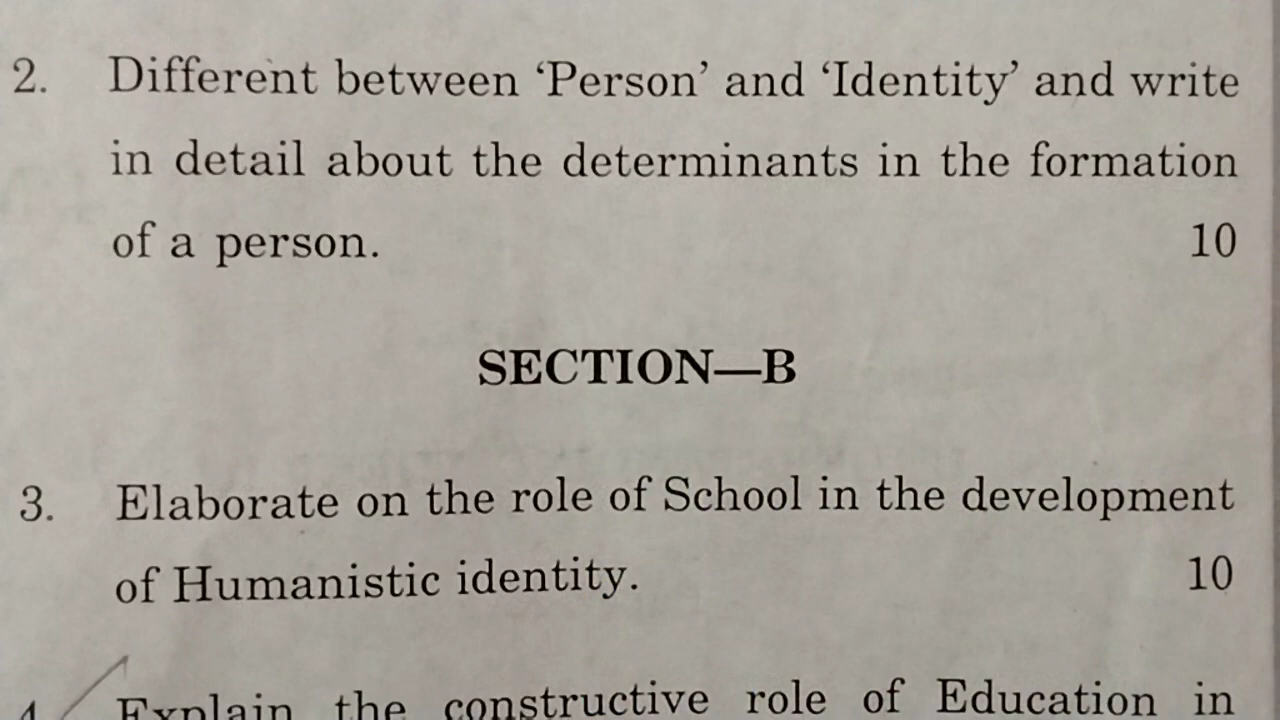 2. Different between ‘Person’ and ‘Identity’ and write
in detail about the determinants in the formation
of a person. 10
SECTION—B
3. Elaborate on the role of School in the development
of Humanistic identity. 10
4. Explain the constructive role of Education in